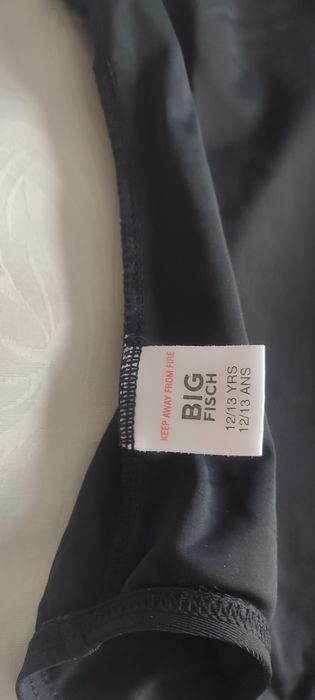 KEEP AWAY FROM FIRE
BIG
FISCH
12/13 YRS
12/13 ANS